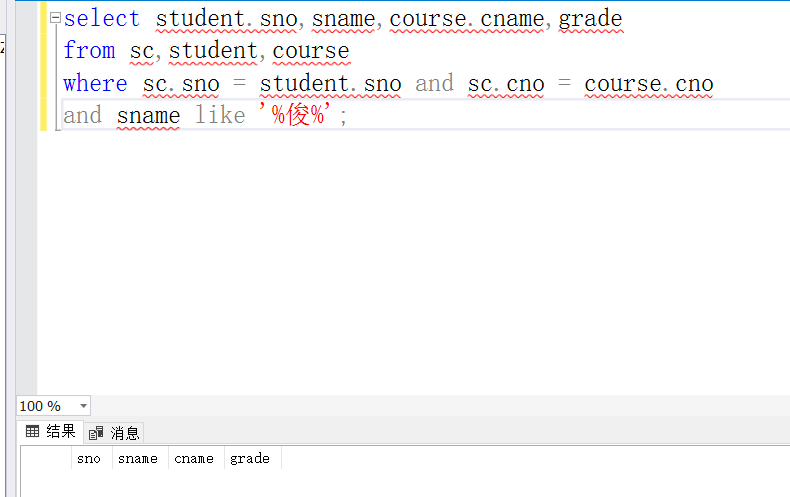 select student.sno,sname,course.cname,grade
from sc,student,course
where sc.sno = student.sno and sc.cno = course.cno
and sname like '%俊%';
100 %
结果 消息
sno sname cname grade